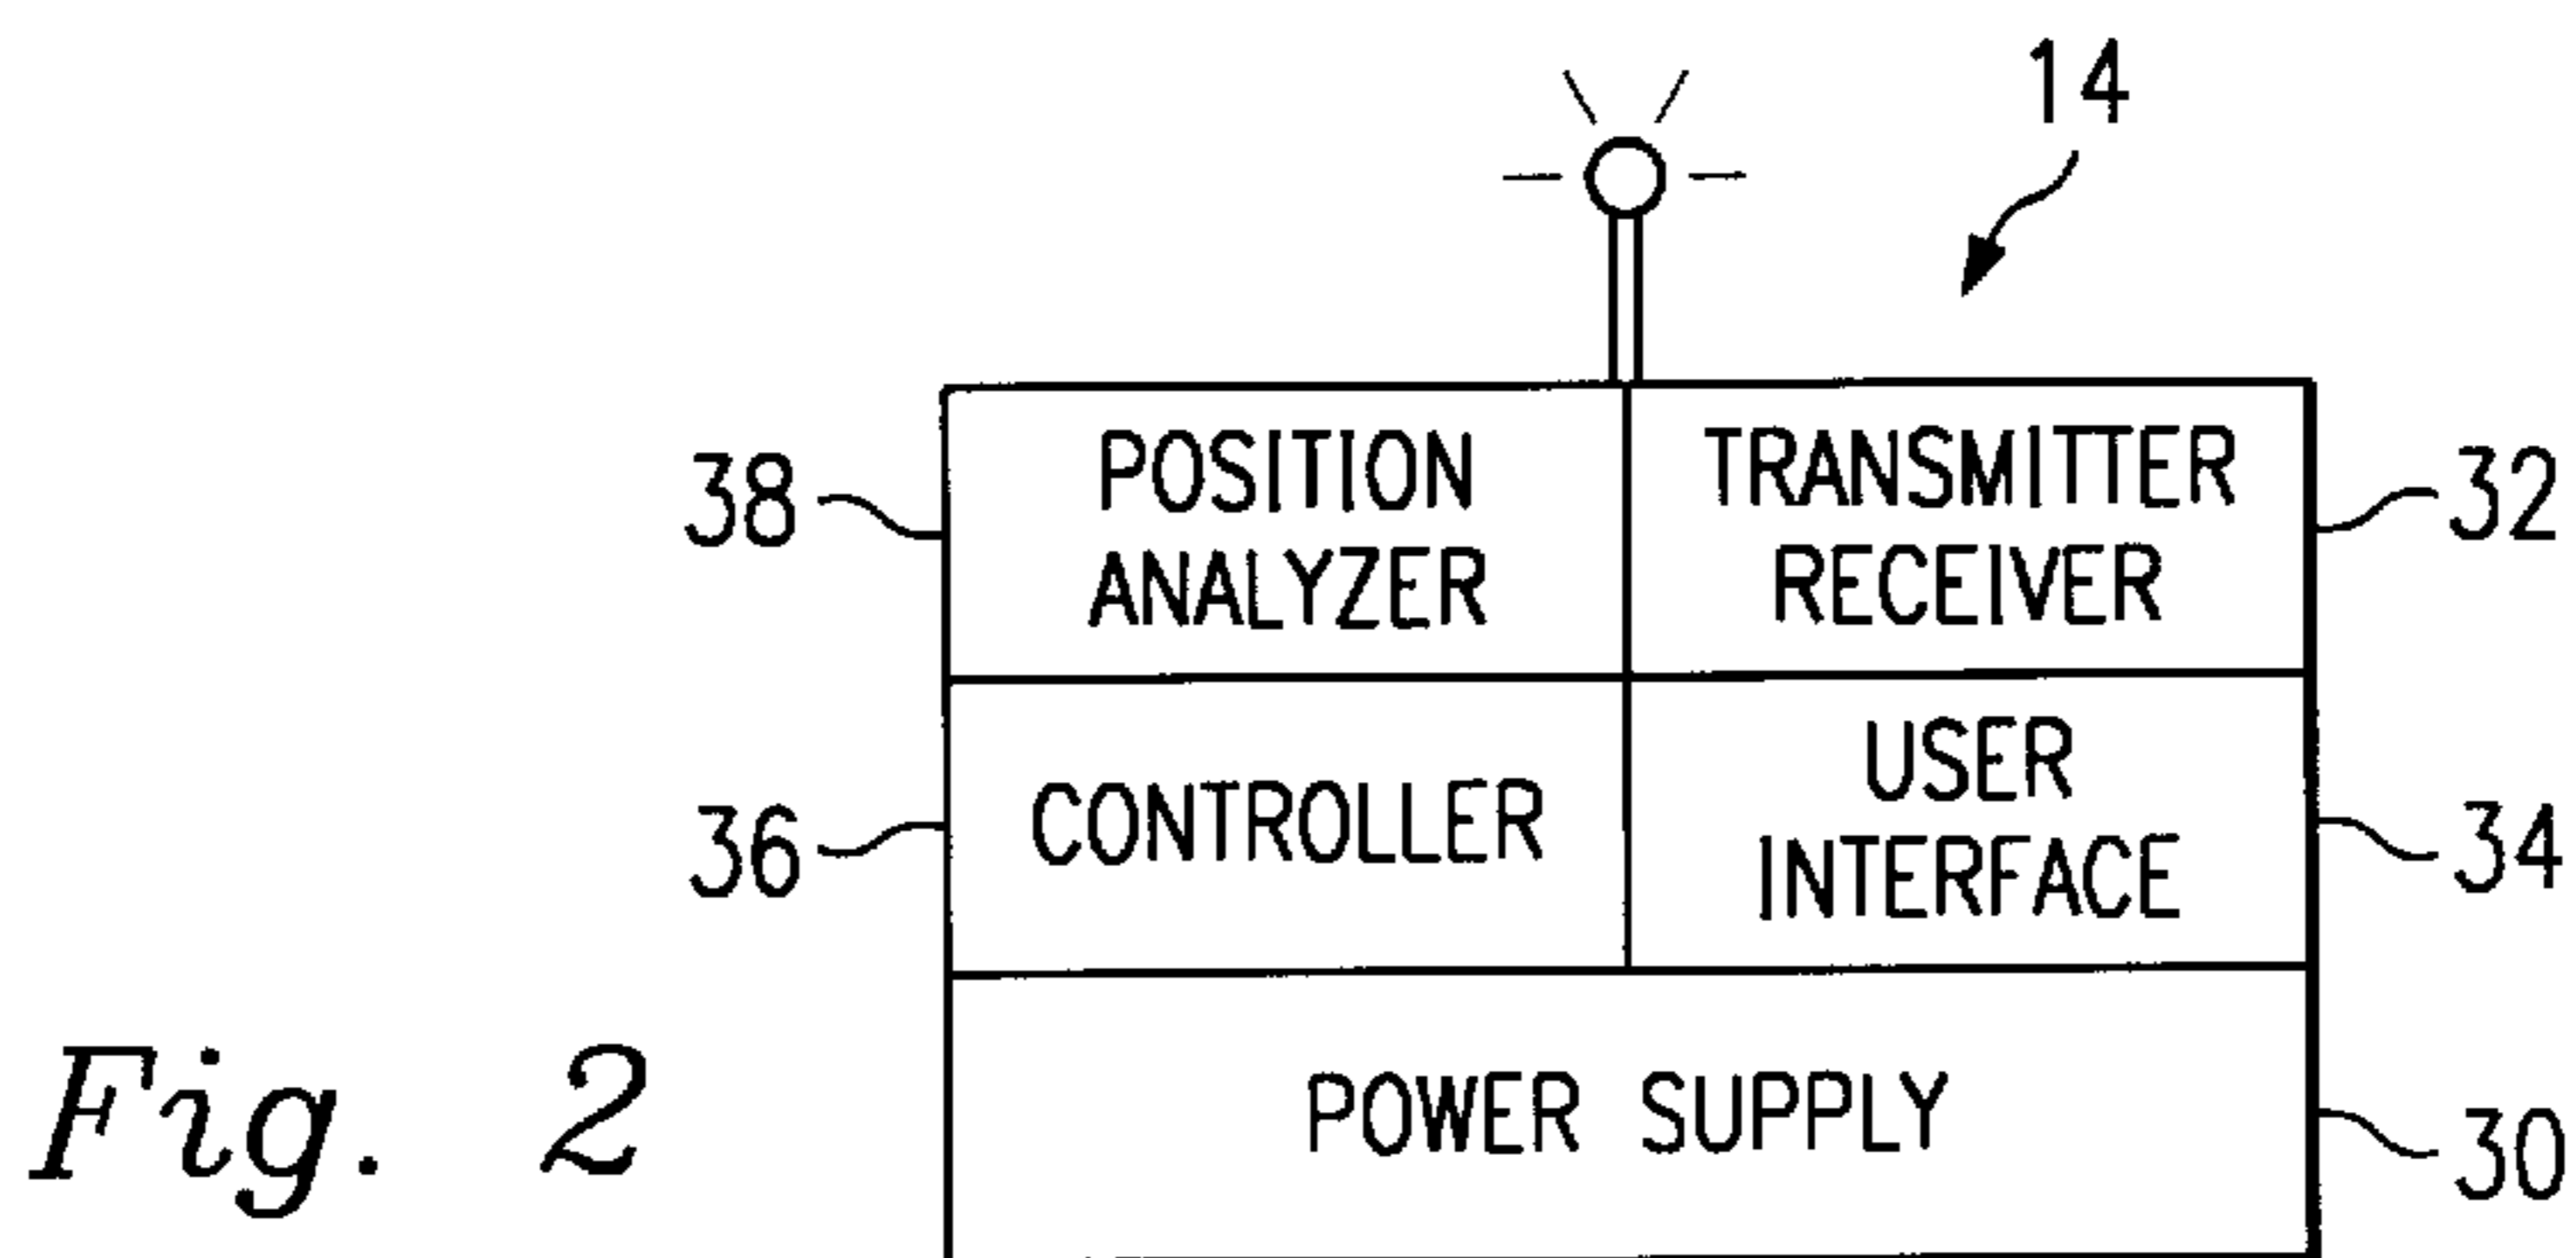 14
POSITION
ANALYZER
38
TRANSMITTER
RECEIVER
32
CONTROLLER
36
USER
INTERFACE
34
POWER SUPPLY
30
Fig. 2